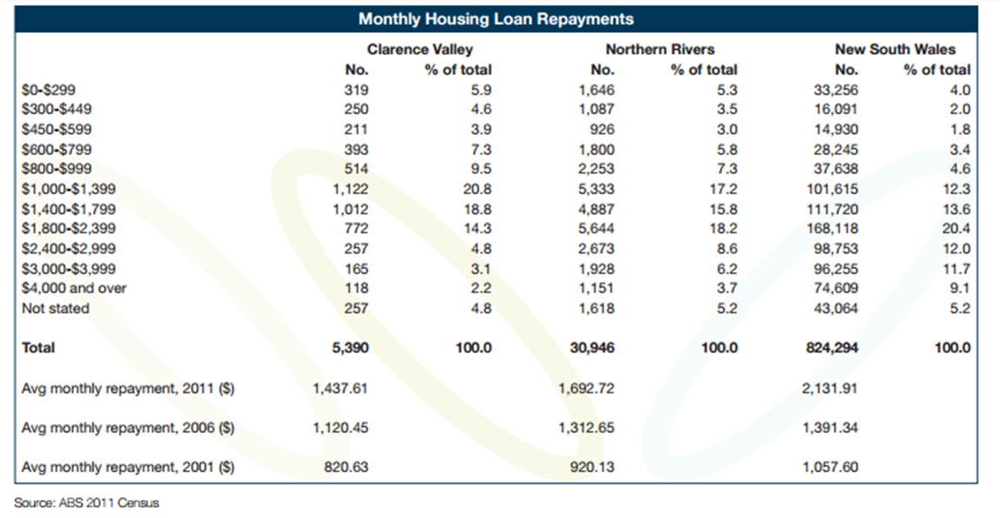 Monthly Housing Loan Repayments
Clarence Valley Northern Rivers New South Wales
No. % of total No. % of total No. % of total
$0-$299 319 5.9 1,646 5.3 33,256 4.0
$300-$449 250 4.6 1,087 3.5 16,091 2.0
$450-$599 211 3.9 926 3.0 14,930 1.8
$600-$799 393 7.3 1,800 5.8 28,245 3.4
$800-$999 514 9.5 2,253 7.3 37,638 4.6
$1,000-$1,399 1,122 20.8 5,333 17.2 101,615 12.3
$1,400-$1,799 1,012 18.8 4,887 15.8 111,720 13.6
$1,800-$2,399 772 14.3 5,644 18.2 168,118 20.4
$2,400-$2,999 257 4.8 2,673 8.6 98,753 12.0
$3,000-$3,999 165 3.1 1,928 6.2 96,255 11.7
$4,000 and over 118 2.2 1,151 3.7 74,609 9.1
Not stated 257 4.8 1,618 5.2 43,064 5.2
Total 5,390 100.0 30,946 100.0 824,294 100.0
Avg monthly repayment, 2011 ($) 1,437.61 1,692.72 2,131.91
Avg monthly repayment, 2006 ($) 1,120.45 1,312.65 1,391.34
Avg monthly repayment, 2001 ($) 820.63 920.13 1,057.60
Source: ABS 2011 Census